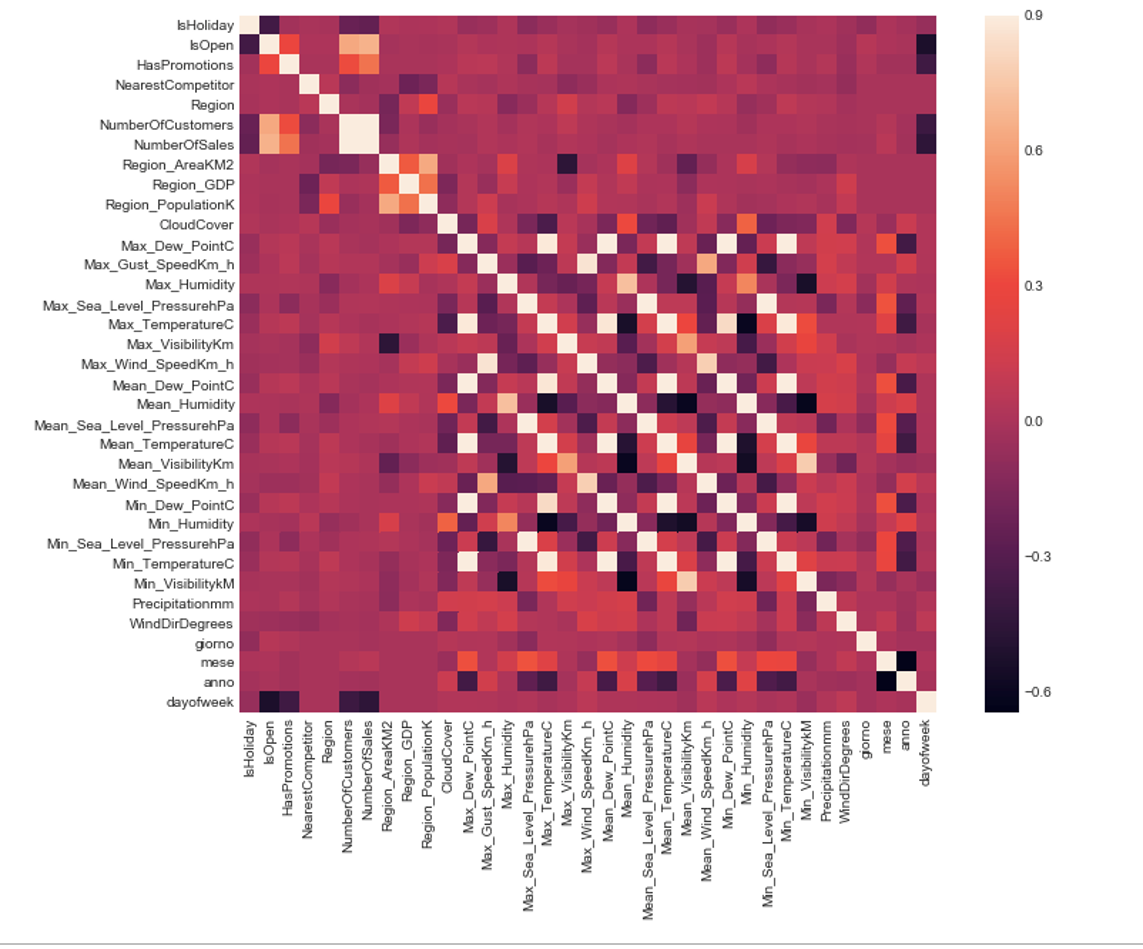 IsHoliday
IsOpen
HasPromotions
NearestCompetitor
Region
NumberOfCustomers
NumberOfSales
Region_AreaKM2
Region_GDP
Region_PopulationK
CloudCover
Max_Dew_PointC
Max_Gust_SpeedKm_h
Max_Humidity
Max_Sea_Level_PressurehPa
Max_TemperatureC
Max_VisibilityKm
Max_Wind_SpeedKm_h
Mean_Dew_PointC
Mean_Humidity
Mean_Sea_Level_PressurehPa
Mean_TemperatureC
Mean_VisibilityKm
Mean_Wind_SpeedKm_h
Min_Dew_PointC
Min_Humidity
Min_Sea_Level_PressurehPa
Min_TemperatureC
Min_VisibilitykM
Precipitationmm
WindDirDegrees
giorno
mese
anno
dayofweek
IsHoliday
IsOpen
HasPromotions
NearestCompetitor
Region
NumberOfCustomers
NumberOfSales
Region_AreaKM2
Region_GDP
Region_PopulationK
CloudCover
Max_Dew_PointC
Max_Gust_SpeedKm_h
Max_Humidity
Max_Sea_Level_PressurehPa
Max_TemperatureC
Max_VisibilityKm
Max_Wind_SpeedKm_h
Mean_Dew_PointC
Mean_Humidity
Mean_Sea_Level_PressurehPa
Mean_TemperatureC
Mean_VisibilityKm
Mean_Wind_SpeedKm_h
Min_Dew_PointC
Min_Humidity
Min_Sea_Level_PressurehPa
Min_TemperatureC
Min_VisibilitykM
Precipitationmm
WindDirDegrees
giorno
mese
anno
dayofweek
0.9
0.6
0.3
0.0
−0.3
−0.6